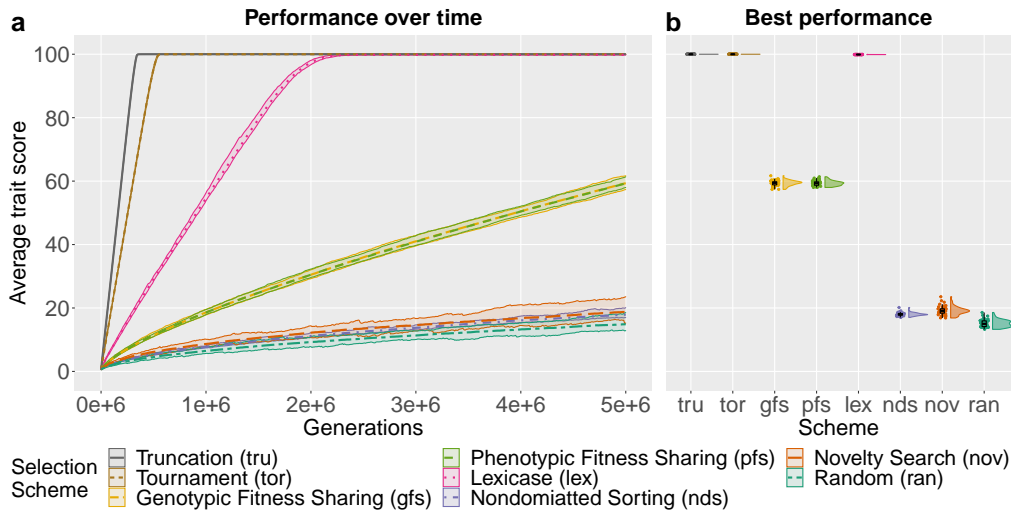 a Performance over time
b Best performance
Average trait score
100
80
60
40
20
0
0e+6 1e+6 2e+6 3e+6 4e+6 5e+6
Generations
tru tor gfs pfs lex nds nov ran
Scheme
Selection Scheme
Truncation (tru)
Tournament (tor)
Genotypic Fitness Sharing (gfs)
Phenotypic Fitness Sharing (pfs)
Lexicase (lex)
Nondomiatted Sorting (nds)
Novelty Search (nov)
Random (ran)